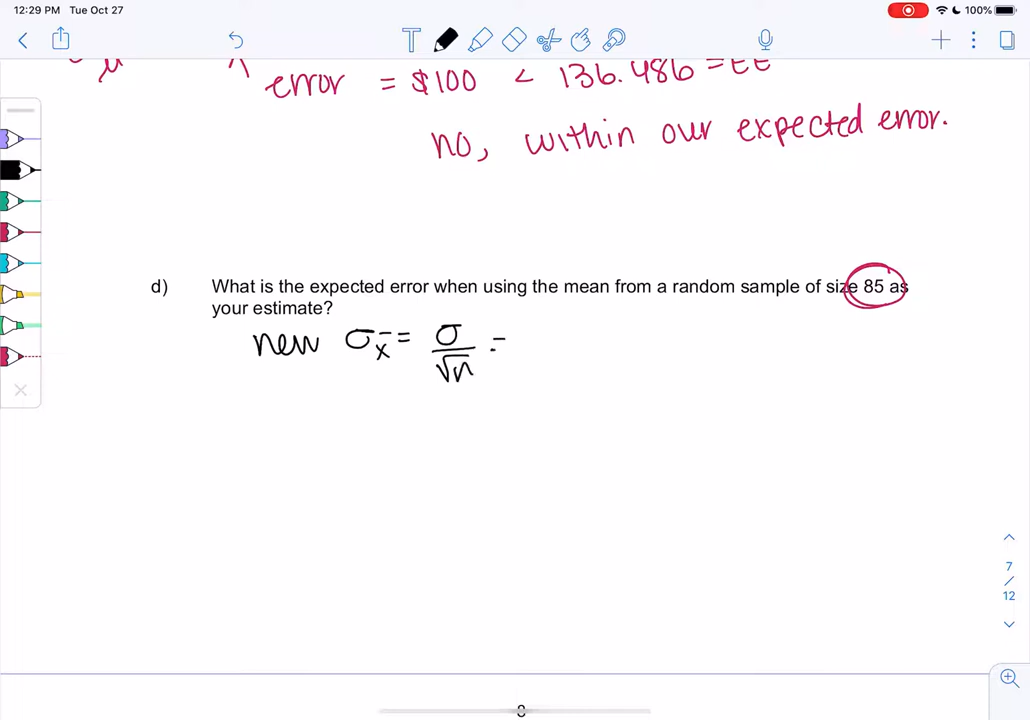 12:29 PM Tue Oct 27
100%
error = $100 < 136.486 = EE
no, within our expected error.
d) What is the expected error when using the mean from a random sample of size 85 as
your estimate?
new σx̄ = σ/√n =
7
/
12